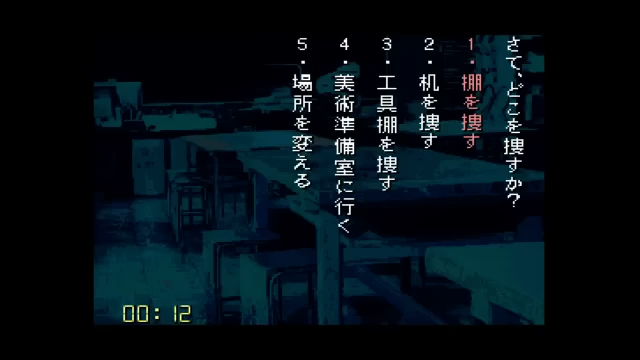 さて、どこを捜すか?
1・棚を捜す
2・机を捜す
3・工具棚を捜す
4・美術準備室に行く
5・場所を変える
00:12